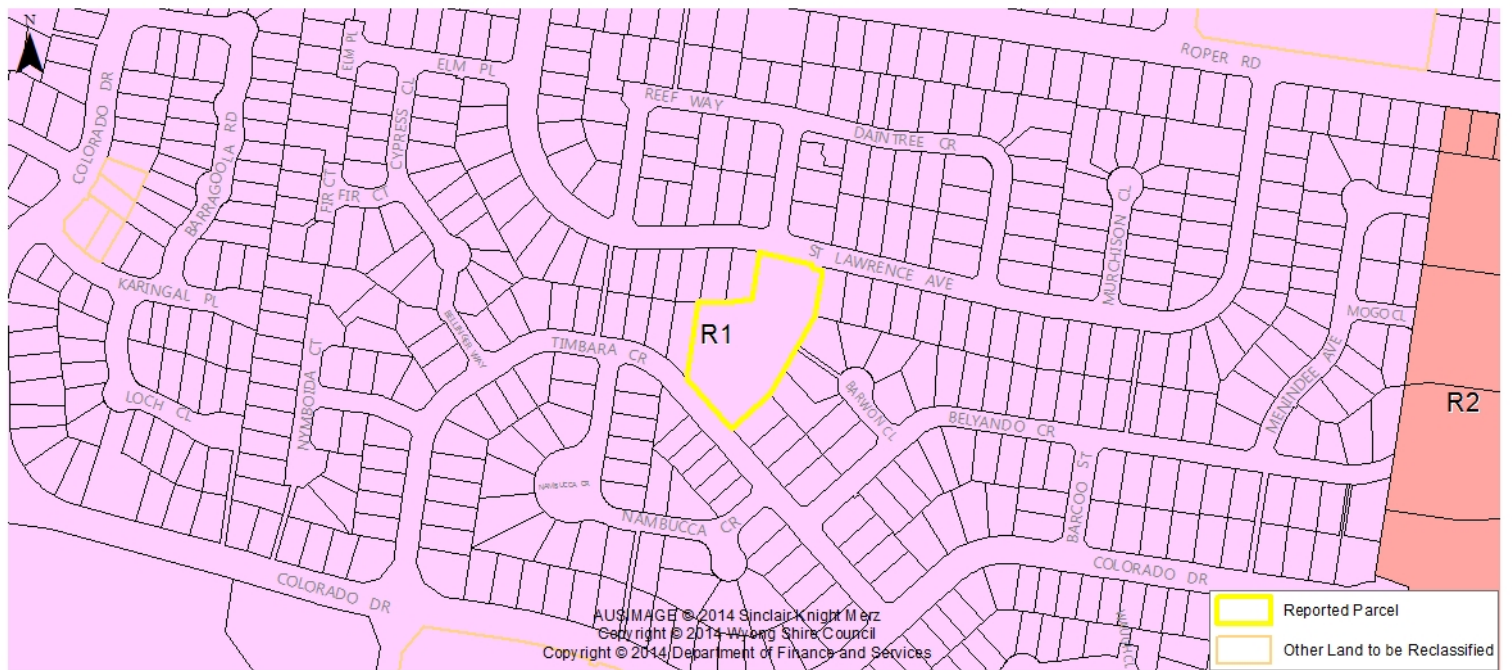 N
ROPER RD
ELM PL
ELM PL
COLORADO DR
REEF WAY
CYPRESS CL
DAINTREE CR
BARRAGOOLA RD
FIR CT
FIR CT
MURCHISON CL
ST LAWRENCE AVE
KARINGAL PL
MOGO CL
BELLINGER WAY
R1
TIMBARA CR
MENINDEE AVE
NYMBOIDA CT
LOCH CL
BARWON CL
R2
BELYANDO CR
NAMBUCCA CR
BARCOO ST
NAMBUCCA CR
COLORADO DR
COLORADO DR
AUSIMAGE © 2014 Sinclair Knight Merz
Copyright © 2014 Wyong Shire Council
Copyright © 2014 Department of Finance and Services
Reported Parcel
Other Land to be Reclassified